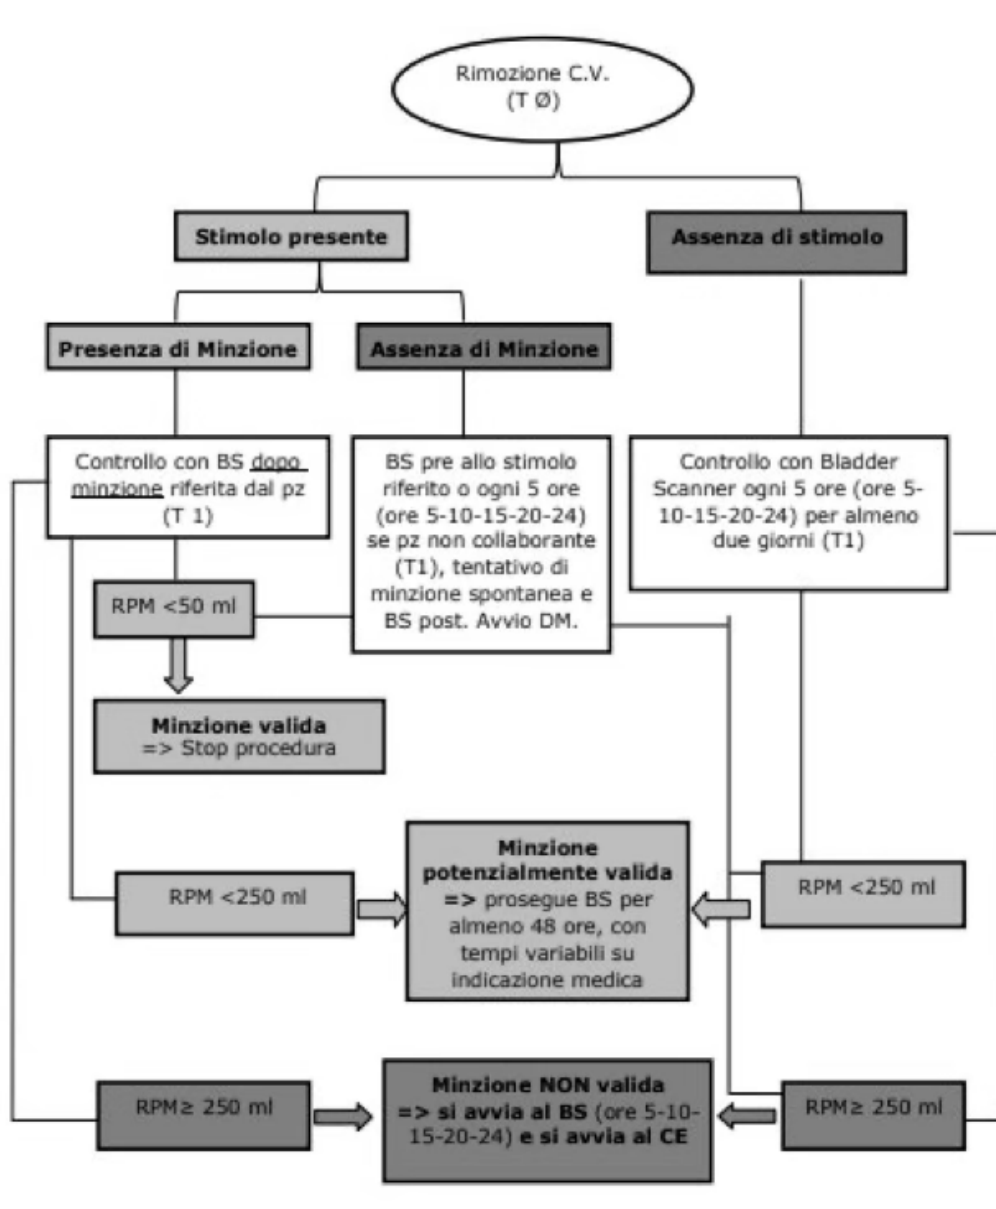 Rimozione C.V.
(T Ø)
Stimolo presente
Assenza di stimolo
Presenza di Minzione
Assenza di Minzione
Controllo con BS dopo
minzione riferita dal pz
(T 1)
BS pre allo stimolo
riferito o ogni 5 ore
(ore 5-10-15-20-24)
se pz non collaborante
(T1), tentativo di
minzione spontanea e
BS post. Avvio DM.
Controllo con Bladder
Scanner ogni 5 ore (ore 5-
10-15-20-24) per almeno
due giorni (T1)
RPM <50 ml
Minzione valida
=> Stop procedura
RPM <250 ml
Minzione
potenzialmente valida
=> prosegue BS per
almeno 48 ore, con
tempi variabili su
indicazione medica
RPM <250 ml
RPM≥ 250 ml
Minzione NON valida
=> si avvia al BS (ore 5-10-
15-20-24) e si avvia al CE
RPM≥ 250 ml